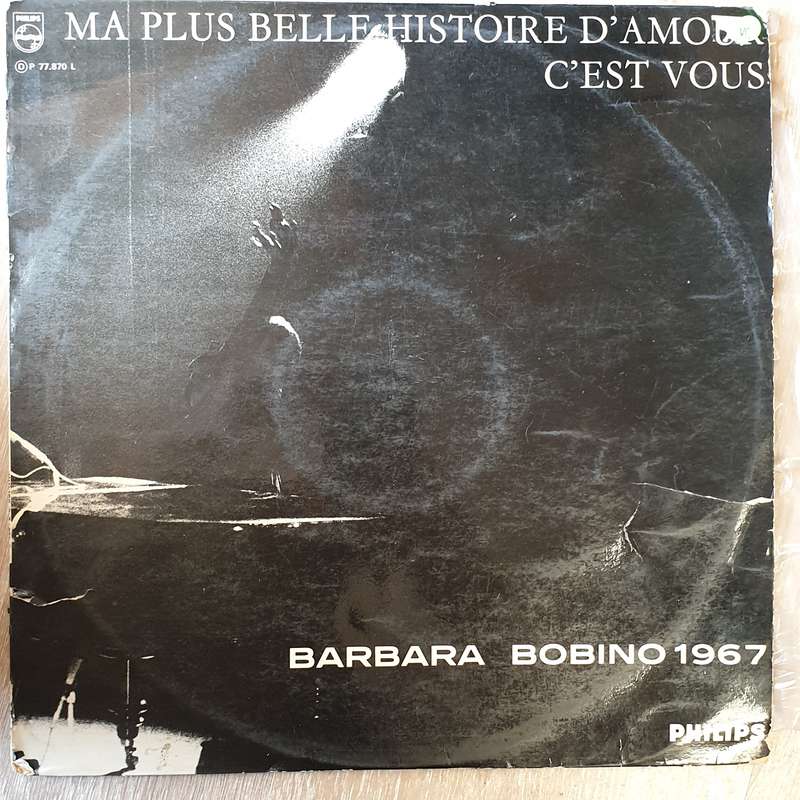 PHILIPS
MA PLUS BELLE HISTOIRE D'AMOUR
Ⓓ P 77.870 L
C'EST VOUS
BARBARA BOBINO 1967
PHILIPS